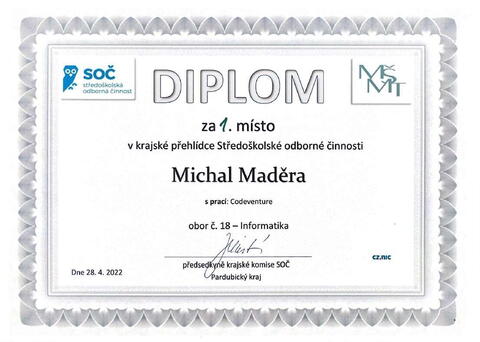 SOČ
středoškolská
odborná činnost
DIPLOM
MŠMT
za 1. místo
v krajské přehlídce Středoškolské odborné činnosti
Michal Maděra
s prací: Codeventure
obor č. 18 – Informatika
předsedkyně krajské komise SOČ
Dne 28. 4. 2022
Pardubický kraj
CZ.NIC